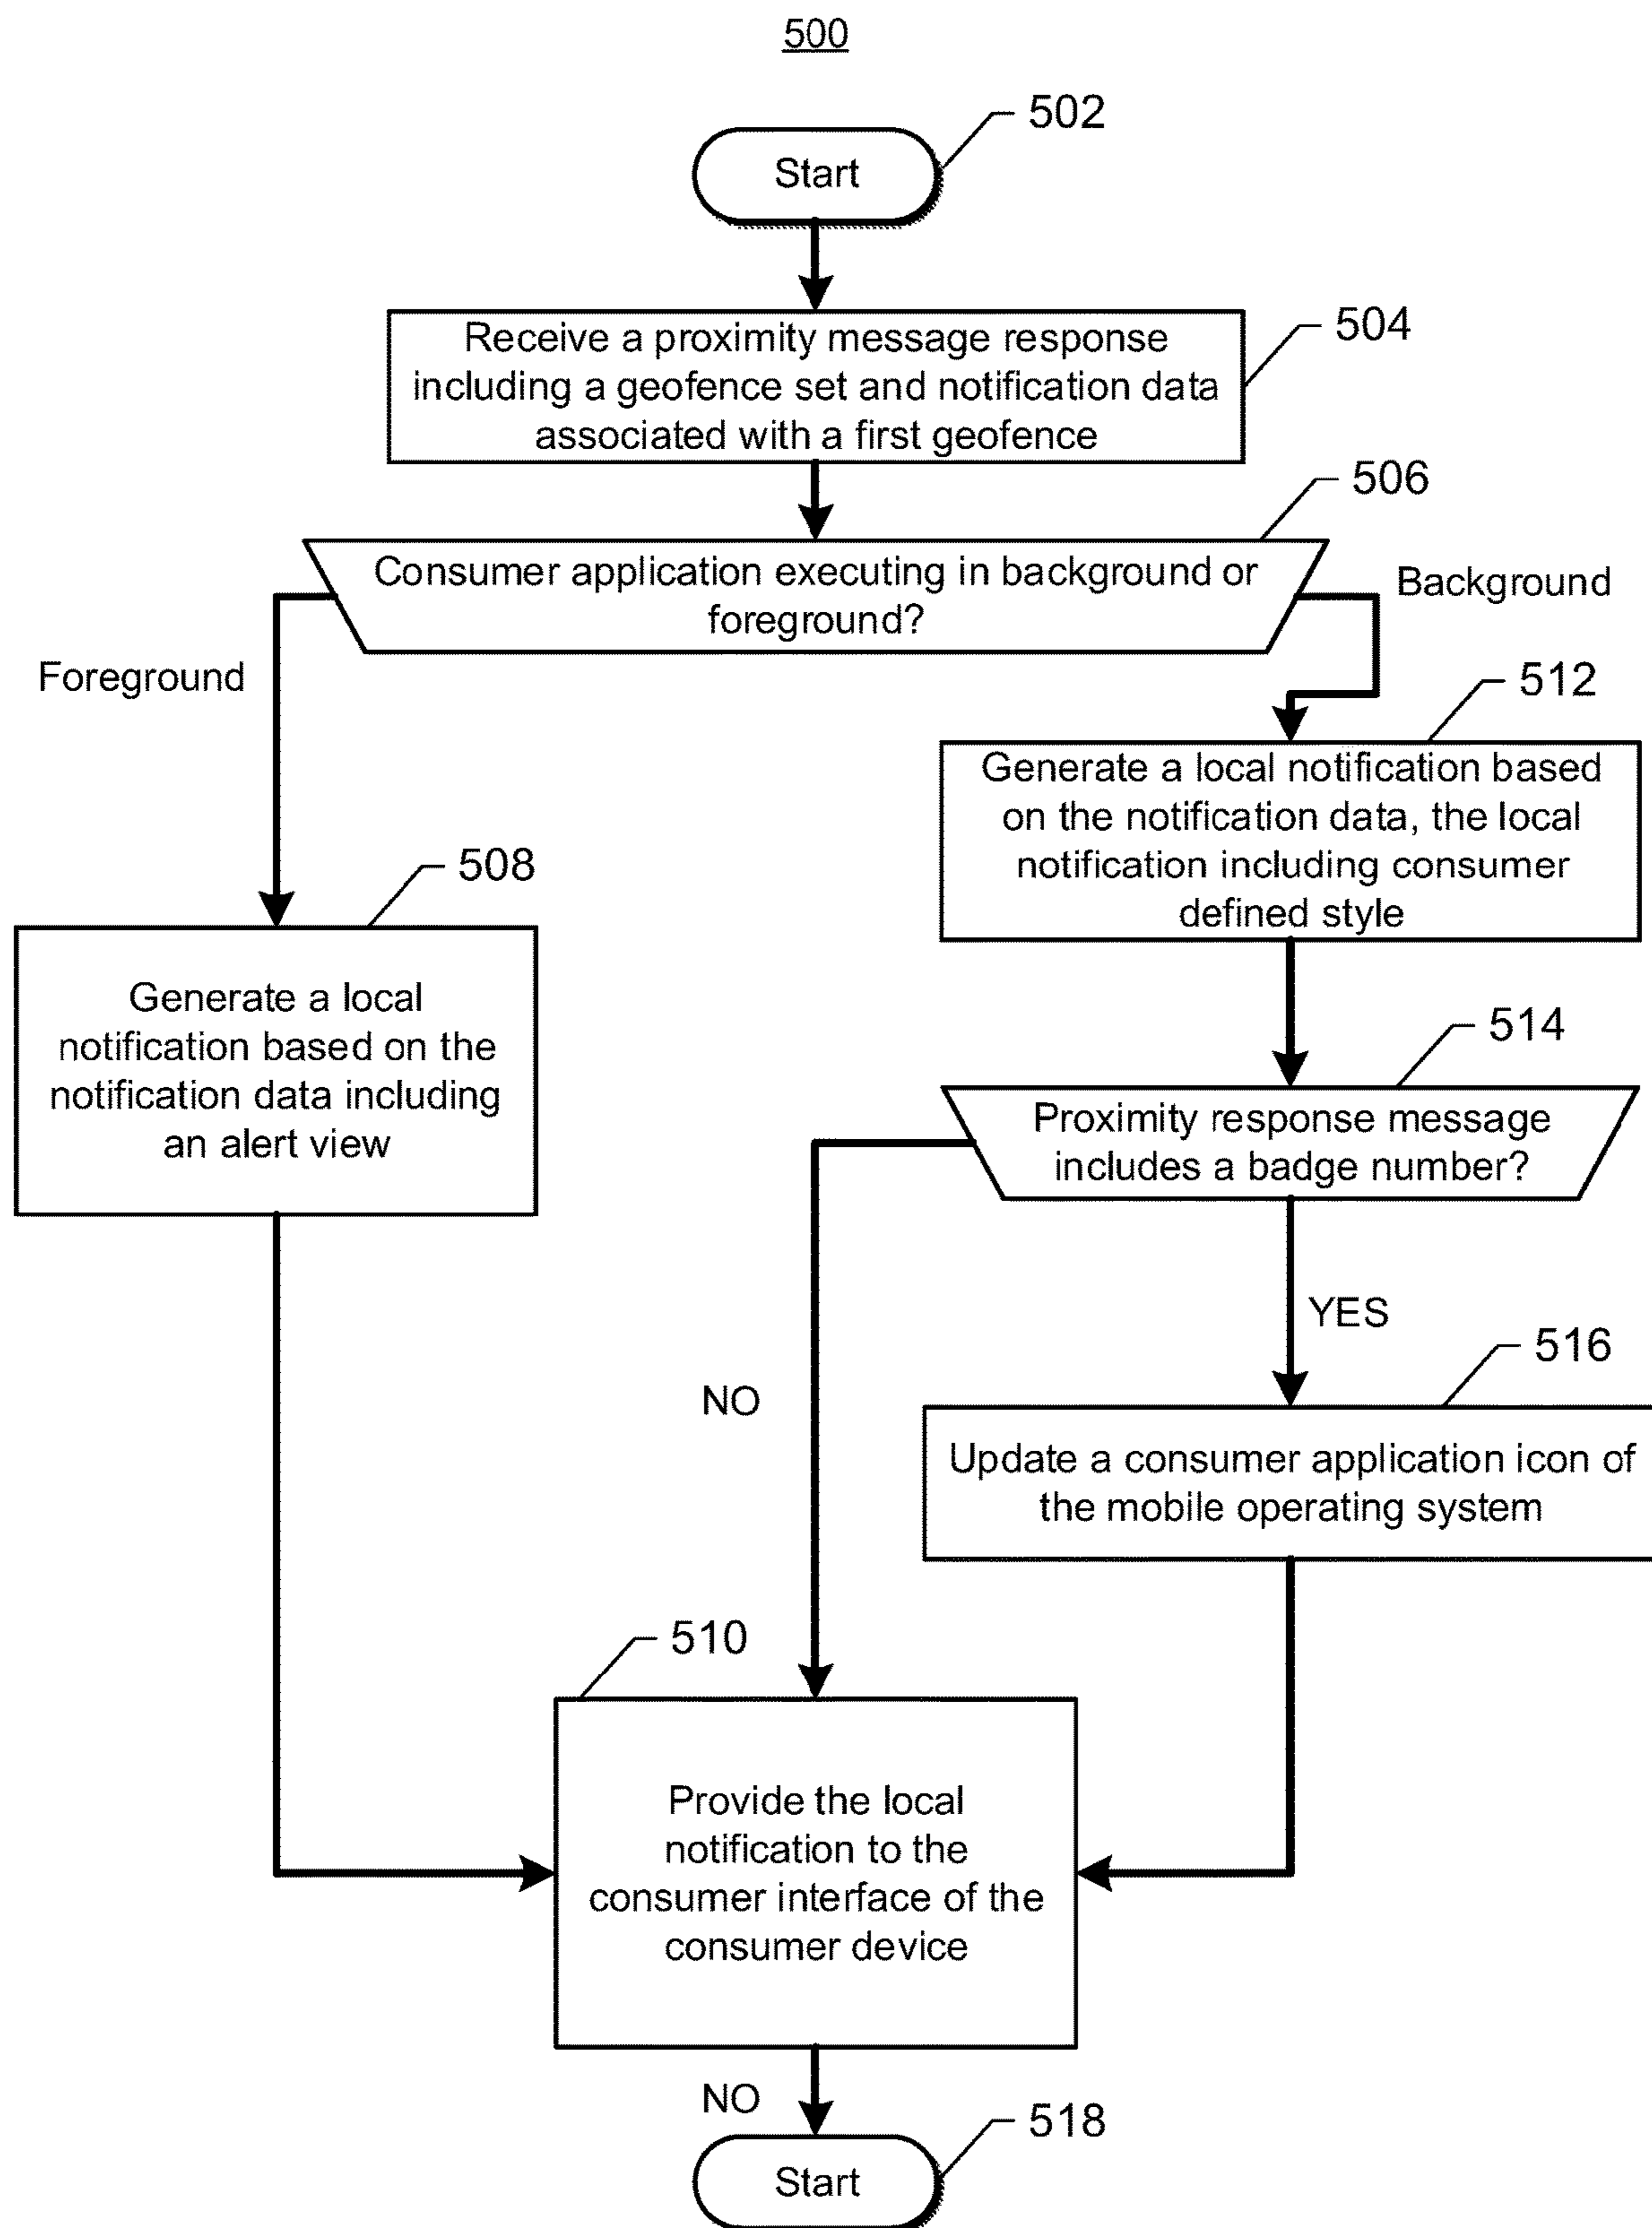 500
502
Start
504
Receive a proximity message response
including a geofence set and notification data
associated with a first geofence
506
Consumer application executing in background or
foreground?
Background
Foreground
512
Generate a local notification based
on the notification data, the local
notification including consumer
defined style
508
Generate a local
notification based on the
notification data including
an alert view
514
Proximity response message
includes a badge number?
YES
NO
516
Update a consumer application icon of
the mobile operating system
510
Provide the local
notification to the
consumer interface of the
consumer device
NO
518
Start